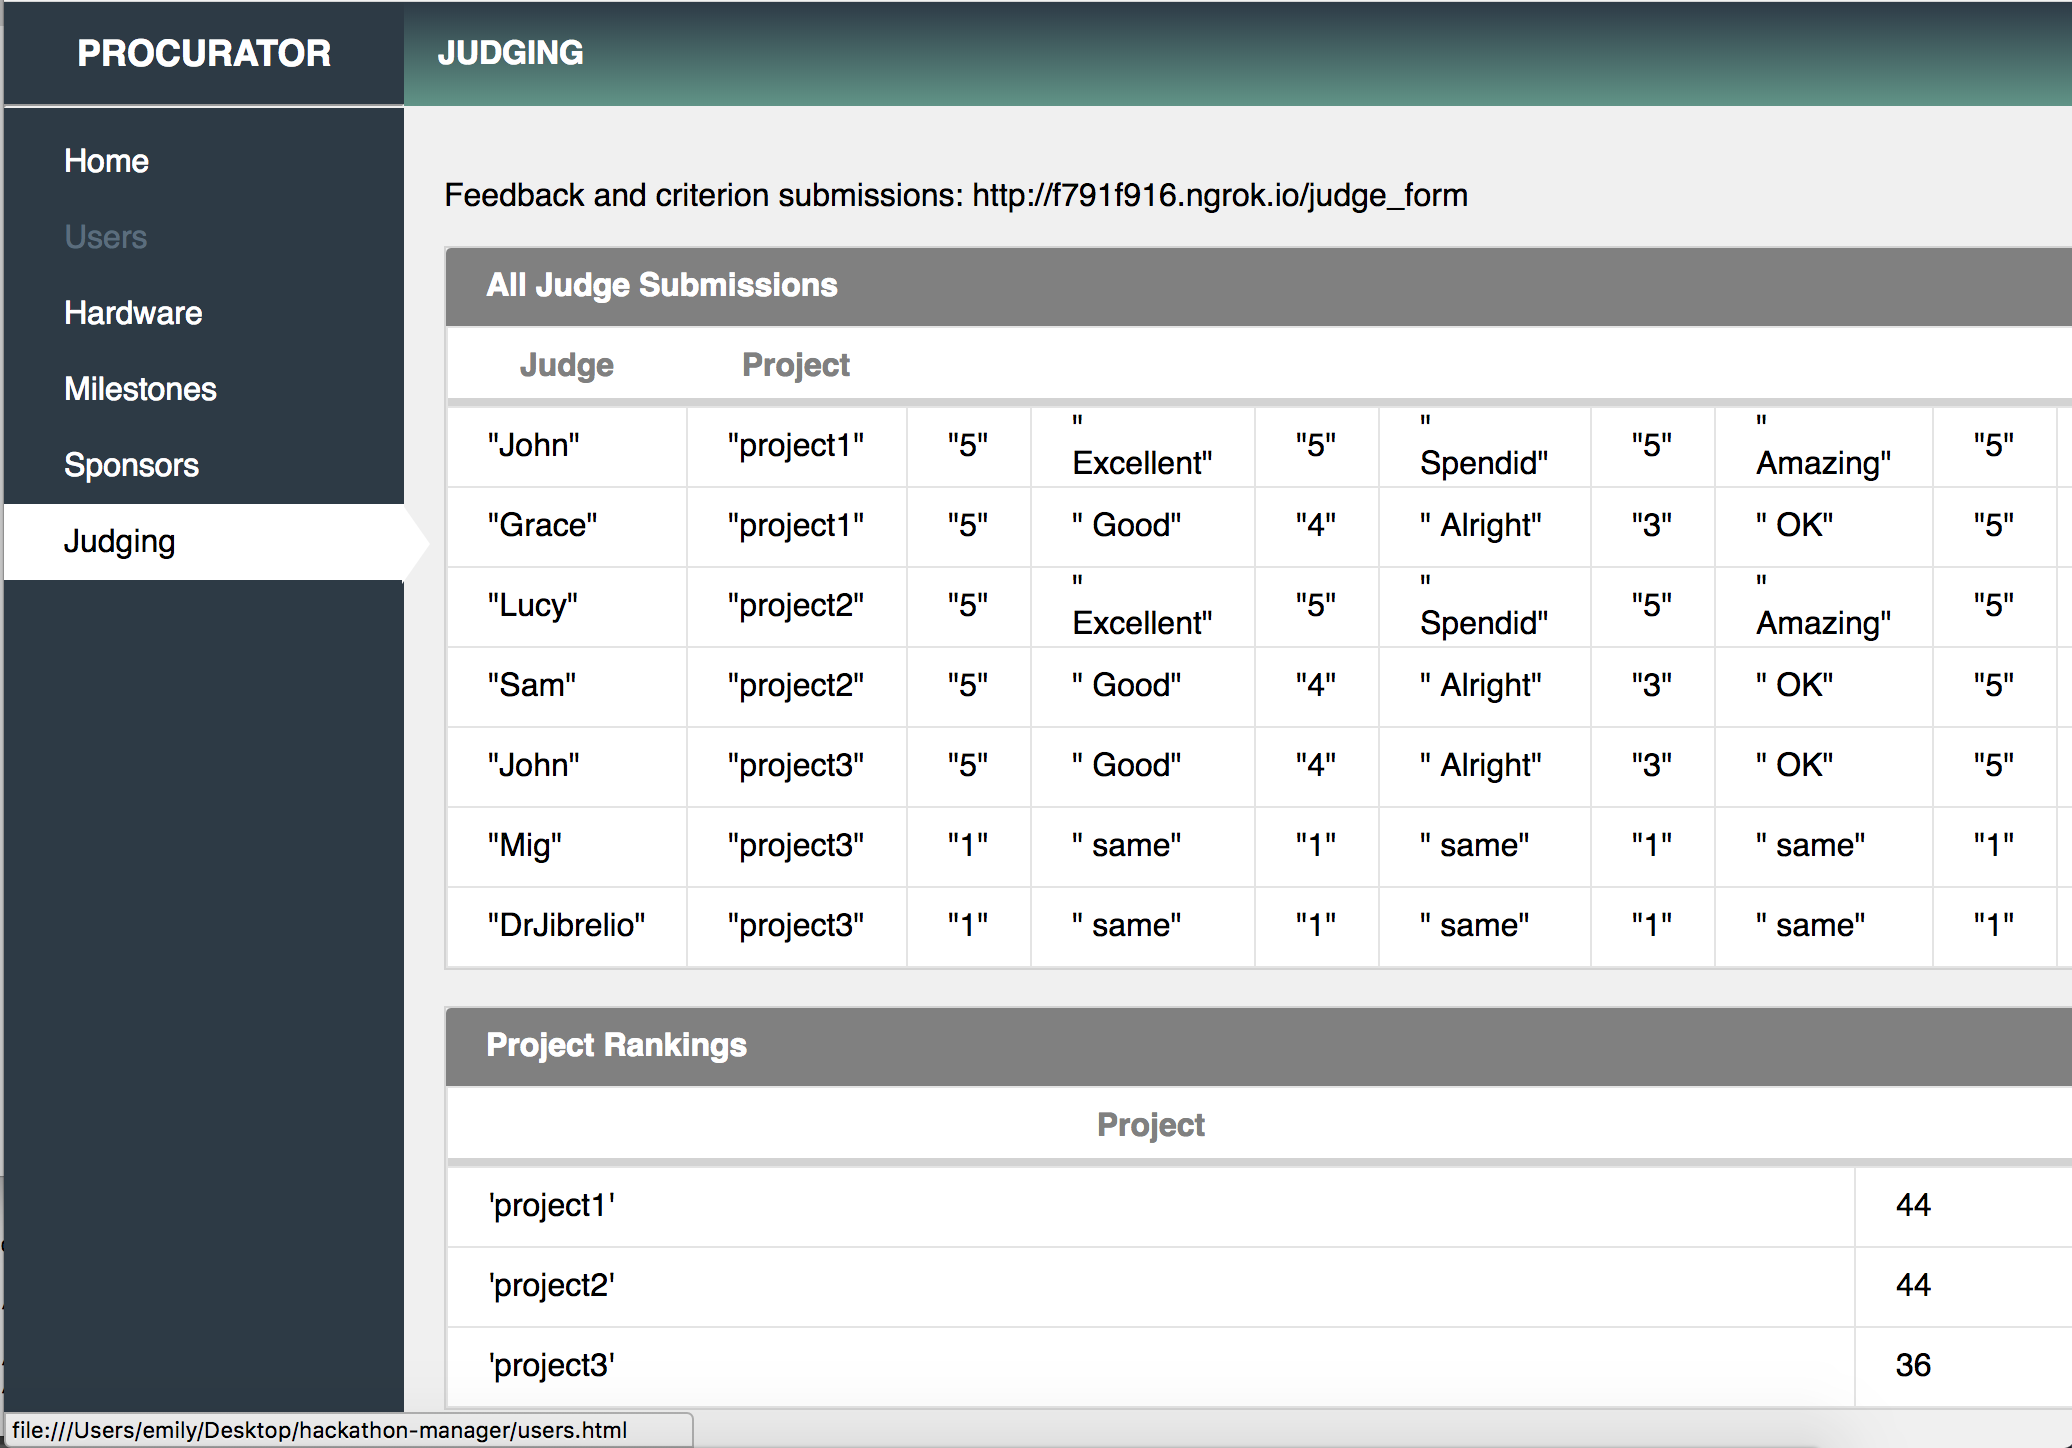 PROCURATOR
JUDGING
Home
Users
Hardware
Milestones
Sponsors
Judging
Feedback and criterion submissions: http://f791f916.ngrok.io/judge_form
All Judge Submissions
Judge Project
"John" "project1" "5" " Excellent" "5" " Spendid" "5" " Amazing" "5"
"Grace" "project1" "5" " Good" "4" " Alright" "3" " OK" "5"
"Lucy" "project2" "5" " Excellent" "5" " Spendid" "5" " Amazing" "5"
"Sam" "project2" "5" " Good" "4" " Alright" "3" " OK" "5"
"John" "project3" "5" " Good" "4" " Alright" "3" " OK" "5"
"Mig" "project3" "1" " same" "1" " same" "1" " same" "1"
"DrJibrelio" "project3" "1" " same" "1" " same" "1" " same" "1"
Project Rankings
Project
'project1' 44
'project2' 44
'project3' 36
file:///Users/emily/Desktop/hackathon-manager/users.html